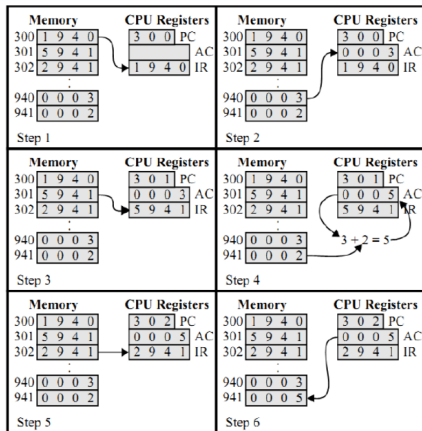 Memory CPU Registers
300 1 9 4 0 3 0 0 PC
301 5 9 4 1 AC
302 2 9 4 1 1 9 4 0 IR
:
940 0 0 0 3
941 0 0 0 2
Step 1
Memory CPU Registers
300 1 9 4 0 3 0 0 PC
301 5 9 4 1 0 0 0 3 AC
302 2 9 4 1 1 9 4 0 IR
:
940 0 0 0 3
941 0 0 0 2
Step 2
Memory CPU Registers
300 1 9 4 0 3 0 1 PC
301 5 9 4 1 0 0 0 3 AC
302 2 9 4 1 5 9 4 1 IR
:
940 0 0 0 3
941 0 0 0 2
Step 3
Memory CPU Registers
300 1 9 4 0 3 0 1 PC
301 5 9 4 1 0 0 0 5 AC
302 2 9 4 1 5 9 4 1 IR
:
940 0 0 0 3 3 + 2 = 5
941 0 0 0 2
Step 4
Memory CPU Registers
300 1 9 4 0 3 0 2 PC
301 5 9 4 1 0 0 0 5 AC
302 2 9 4 1 2 9 4 1 IR
:
940 0 0 0 3
941 0 0 0 2
Step 5
Memory CPU Registers
300 1 9 4 0 3 0 2 PC
301 5 9 4 1 0 0 0 5 AC
302 2 9 4 1 2 9 4 1 IR
:
940 0 0 0 3
941 0 0 0 5
Step 6